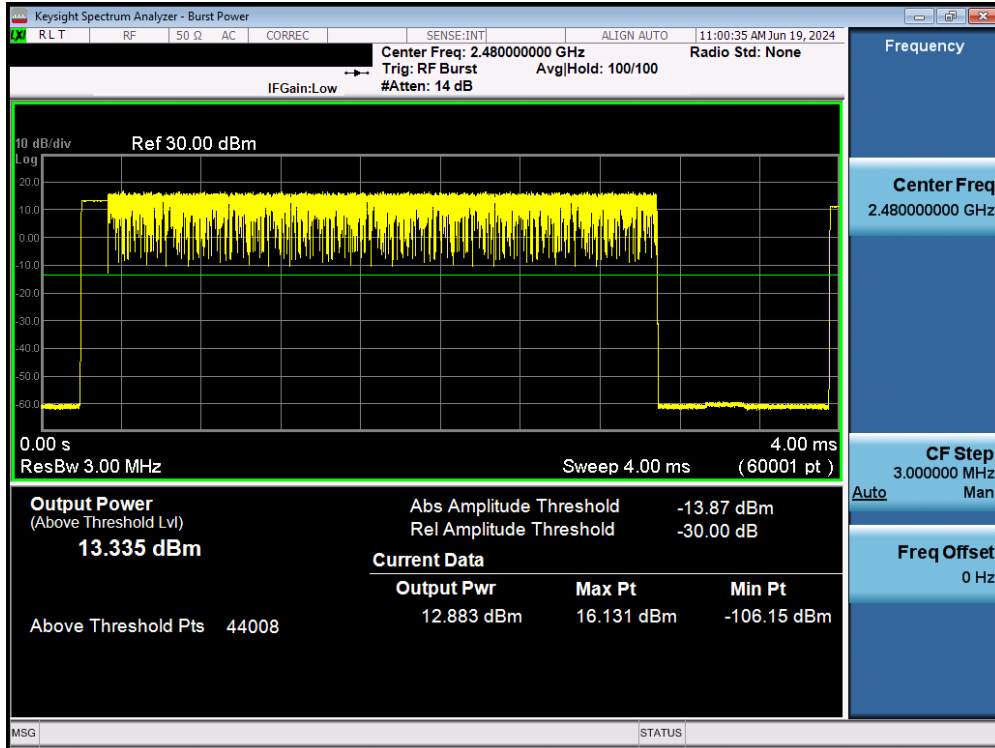 Keysight Spectrum Analyzer - Burst Power
LXI RLT RF 50 Ω AC CORREC SENSE:INT ALIGN AUTO 11:00:35 AM Jun 19, 2024
Center Freq: 2.480000000 GHz Radio Std: None
Trig: RF Burst Avg|Hold: 100/100
IFGain:Low #Atten: 14 dB
10 dB/div Ref 30.00 dBm
Log
20.0
10.0
0.00
-10.0
-20.0
-30.0
-40.0
-50.0
-60.0
0.00 s 4.00 ms
ResBw 3.00 MHz Sweep 4.00 ms (60001 pt)
Output Power
(Above Threshold Lvl)
13.335 dBm
Above Threshold Pts 44008
Abs Amplitude Threshold -13.87 dBm
Rel Amplitude Threshold -30.00 dB
Current Data
Output Pwr Max Pt Min Pt
12.883 dBm 16.131 dBm -106.15 dBm
Frequency
Center Freq
2.480000000 GHz
CF Step
3.000000 MHz
Auto Man
Freq Offset
0 Hz
MSG STATUS